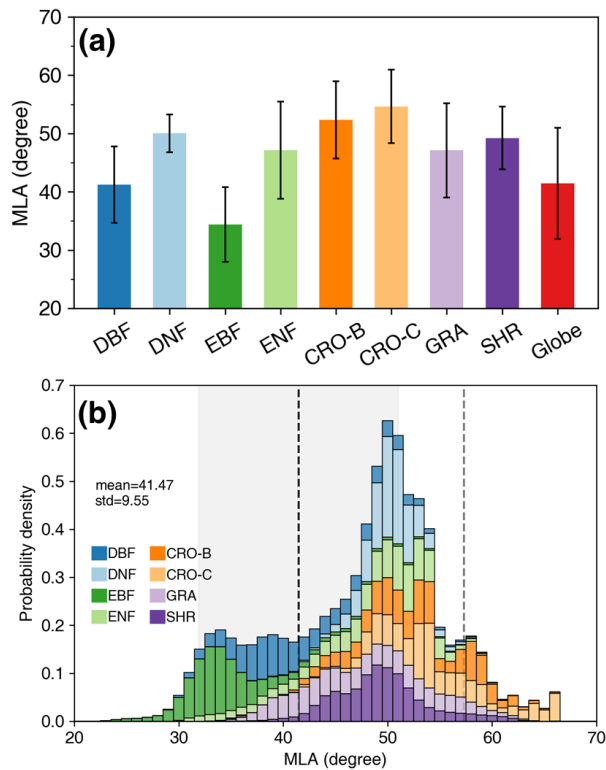 (a)
MLA (degree)
70
60
50
40
30
20
DBF
DNF
EBF
ENF
CRO-B
CRO-C
GRA
SHR
Globe
(b)
Probability density
0.7
0.6
0.5
0.4
0.3
0.2
0.1
0.0
mean=41.47
std=9.55
DBF
DNF
EBF
ENF
CRO-B
CRO-C
GRA
SHR
20
30
40
50
60
70
MLA (degree)